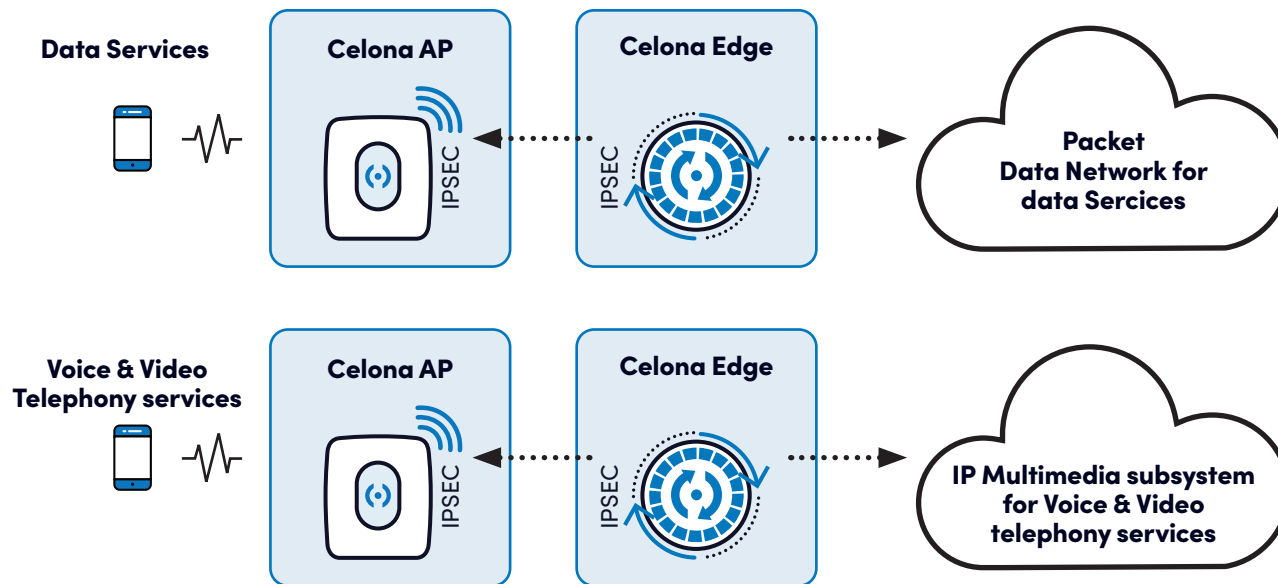 Data Services
Celona AP
IPSEC
Celona Edge
IPSEC
Packet
Data Network for
data Sercices
Voice & Video
Telephony services
Celona AP
IPSEC
Celona Edge
IPSEC
IP Multimedia subsystem
for Voice & Video
telephony services